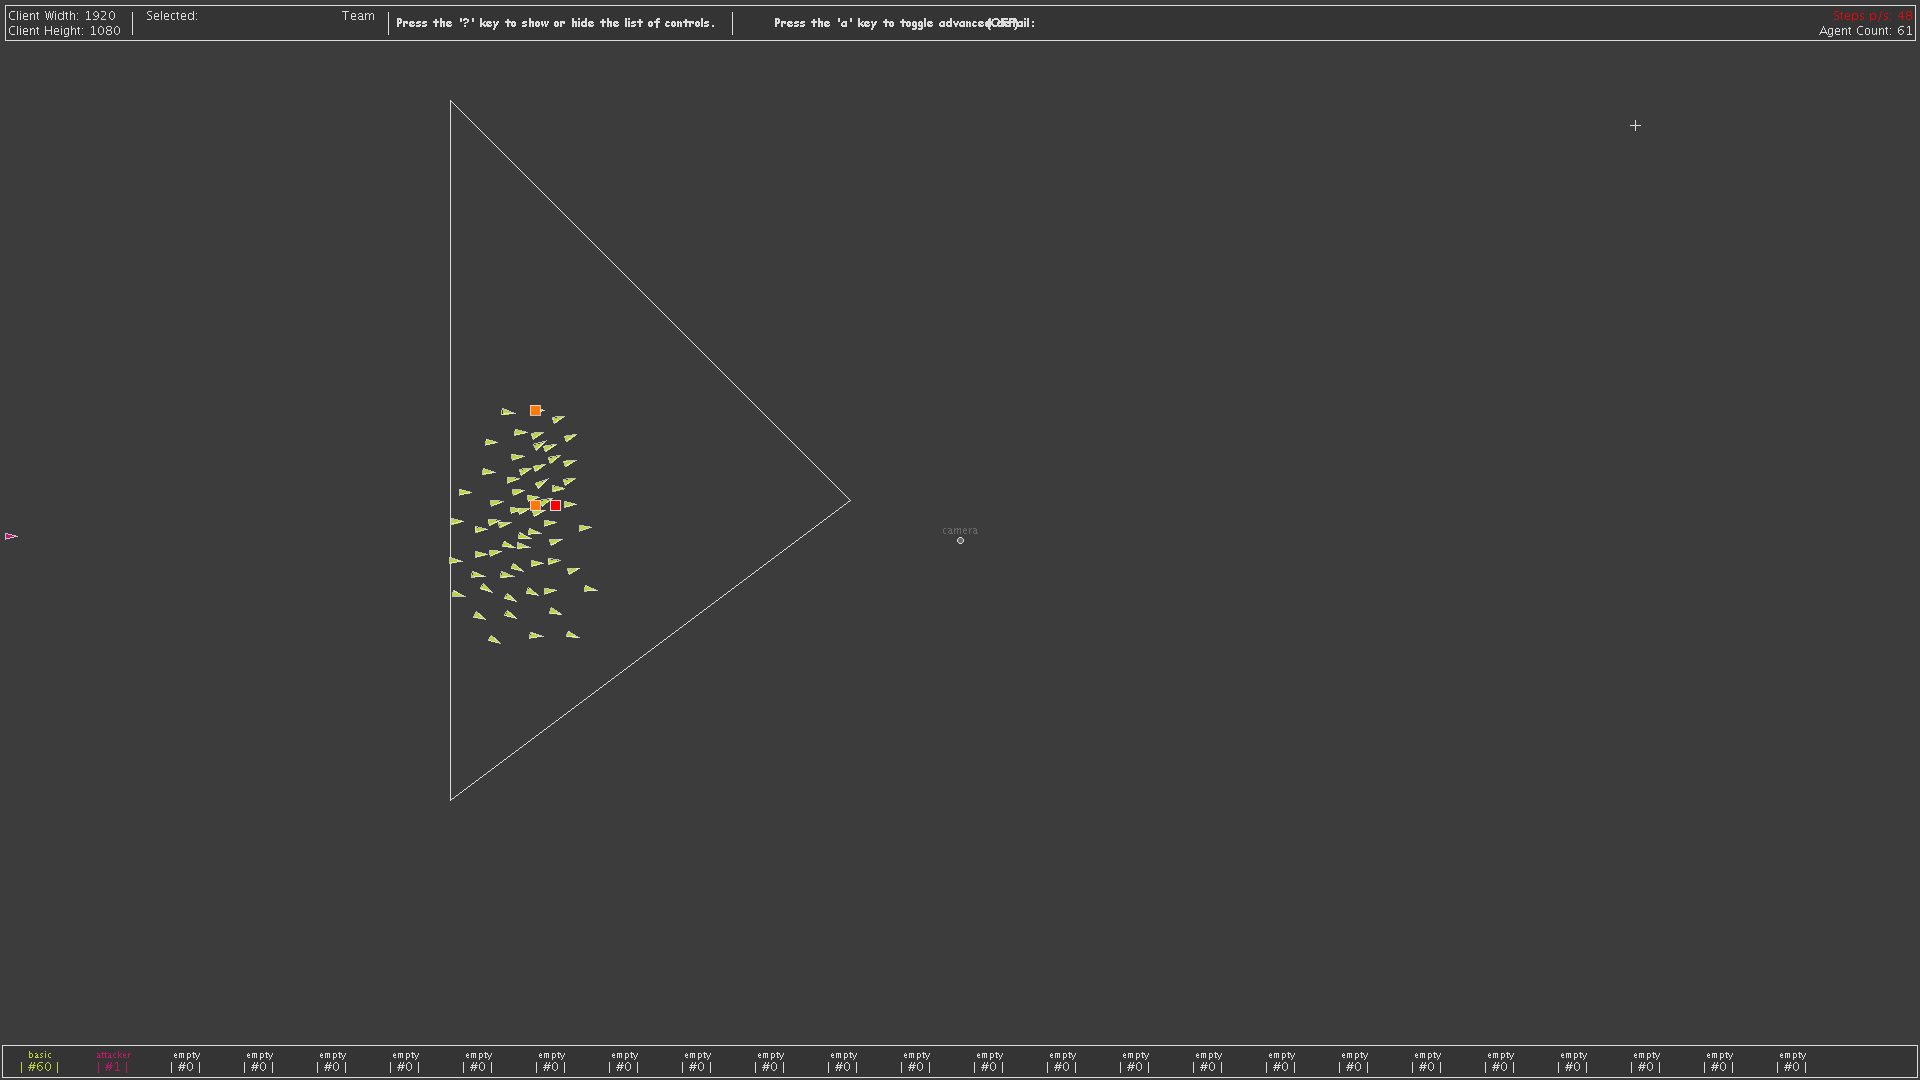 Client Width: 1920
Client Height: 1080
Selected:
Team
Press the '?' key to show or hide the list of controls.
Press the 'a' key to toggle advanced detail:
(OFF)
Steps p/s: 48
Agent Count: 61
camera
basic attacker empty empty empty empty empty empty empty empty empty empty empty empty empty empty empty empty empty empty empty empty empty empty empty
| #60 | | #1 | | #0 | | #0 | | #0 | | #0 | | #0 | | #0 | | #0 | | #0 | | #0 | | #0 | | #0 | | #0 | | #0 | | #0 | | #0 | | #0 | | #0 | | #0 | | #0 | | #0 | | #0 | | #0 | | #0 |